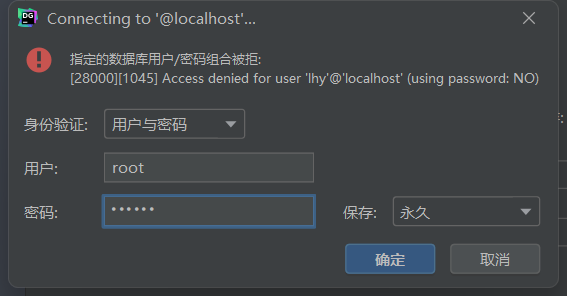 DG Connecting to '@localhost'...
指定的数据库用户/密码组合被拒:
[28000][1045] Access denied for user 'lhy'@'localhost' (using password: NO)
身份验证: 用户与密码
用户: root
密码: •••••• 保存: 永久
确定 取消